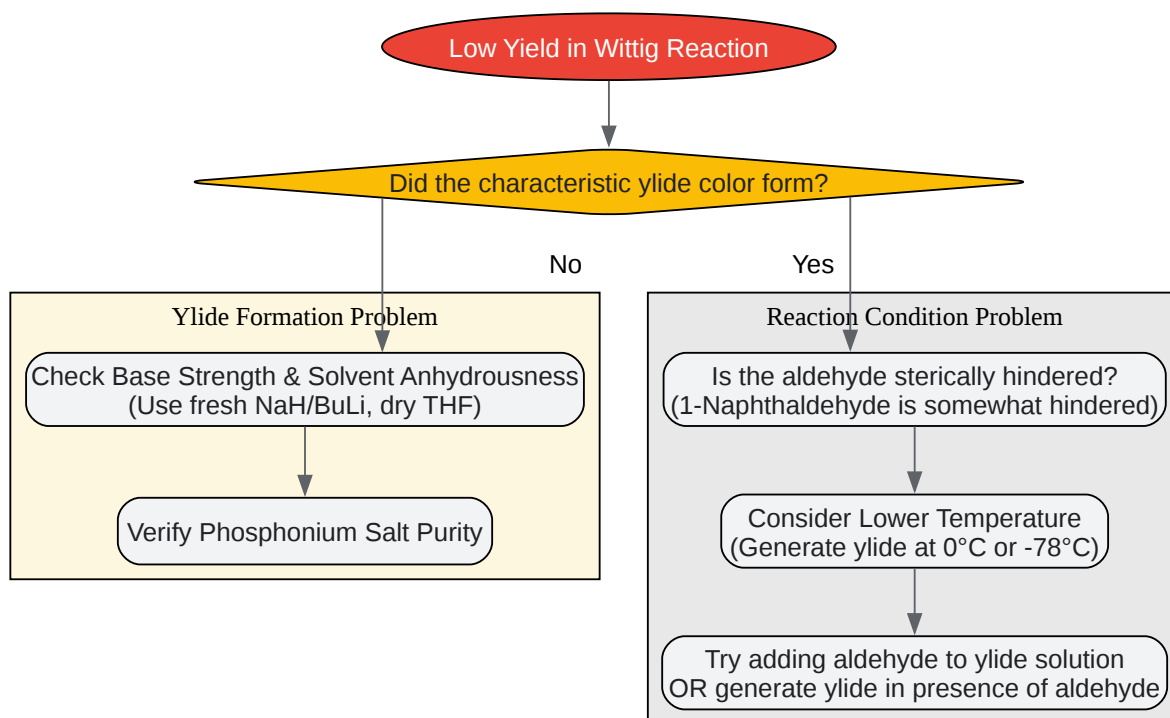 Low Yield in Wittig Reaction
Did the characteristic ylide color form?
No
Yes
Ylide Formation Problem
Check Base Strength & Solvent Anhydrousness
(Use fresh NaH/BuLi, dry THF)
Verify Phosphonium Salt Purity
Reaction Condition Problem
Is the aldehyde sterically hindered?
(1-Naphthaldehyde is somewhat hindered)
Consider Lower Temperature
(Generate ylide at 0°C or -78°C)
Try adding aldehyde to ylide solution
OR generate ylide in presence of aldehyde